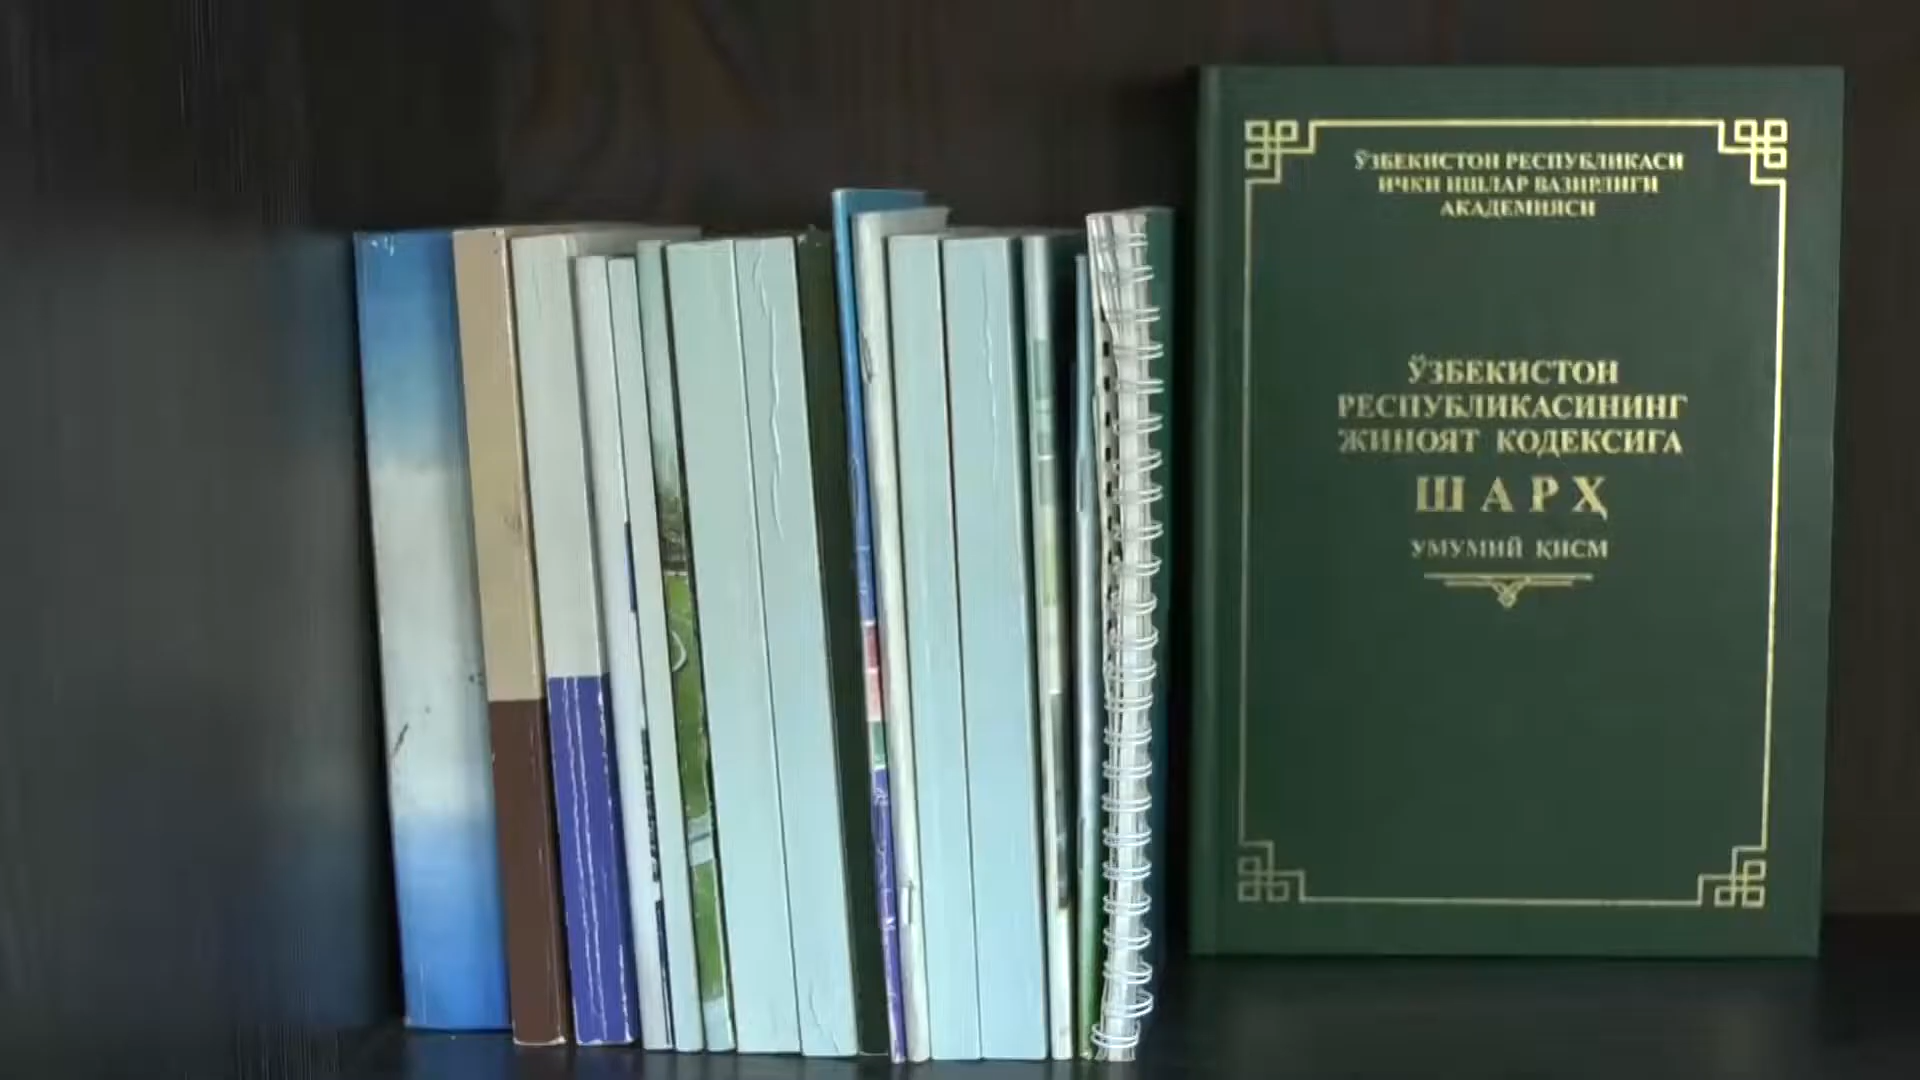 ЎЗБЕКИСТОН РЕСПУБЛИКАСИ
ИЧКИ ИШЛАР ВАЗИРЛИГИ
АКАДЕМИЯСИ
ЎЗБЕКИСТОН
РЕСПУБЛИКАСИНИНГ
ЖИНОЯТ КОДЕКСИГА
ШАРҲ
УМУМИЙ ҚИСМ